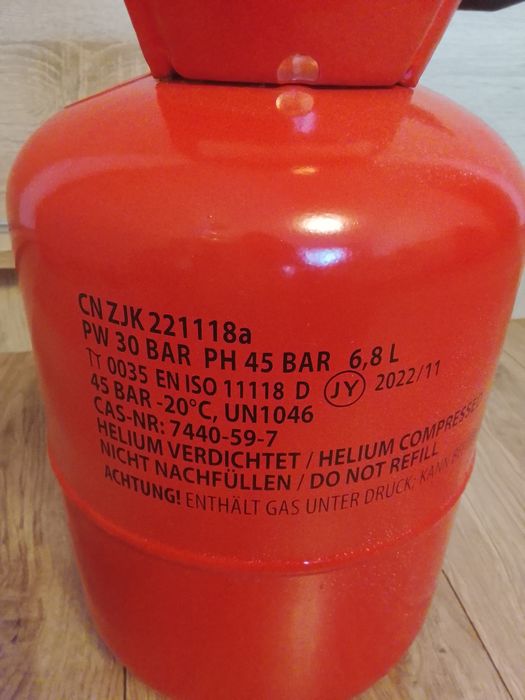 CN ZJK 221118a
PW 30 BAR PH 45 BAR 6,8 L
π 0035 EN ISO 11118 D JY 2022/11
45 BAR -20°C, UN1046
CAS-NR: 7440-59-7
HELIUM VERDICHTET / HELIUM COMPRESSED
NICHT NACHFÜLLEN / DO NOT REFILL
ACHTUNG! ENTHÄLT GAS UNTER DRUCK; KANN